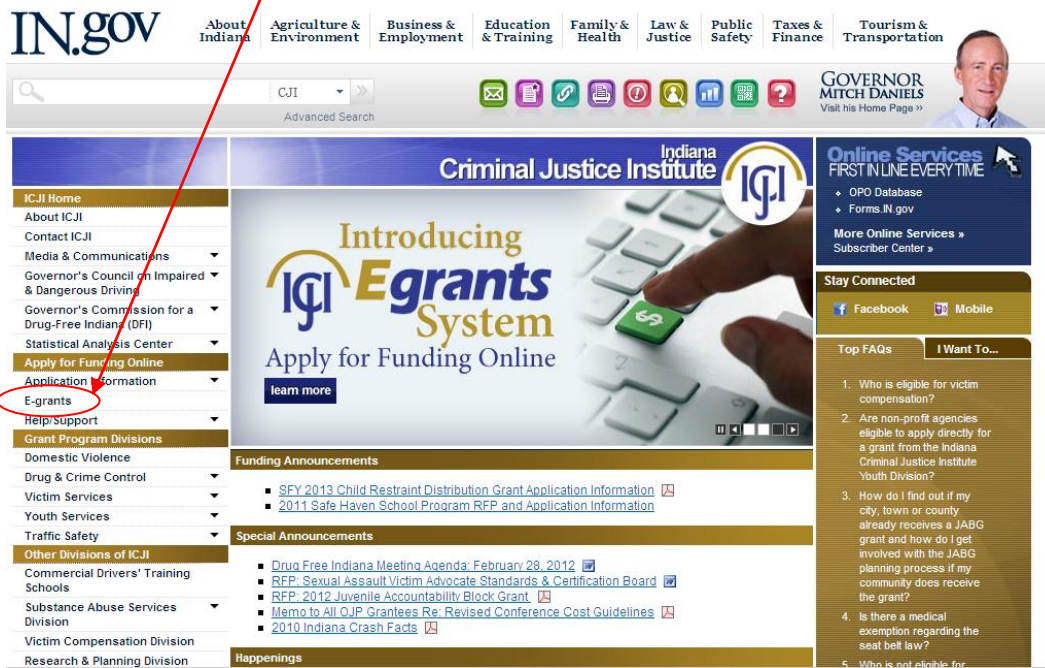 IN.gov
About Indiana
Agriculture & Environment
Business & Employment
Education & Training
Family & Health
Law & Justice
Public Safety
Taxes & Finance
Tourism & Transportation
CJI
Advanced Search
GOVERNOR
MITCH DANIELS
Visit his Home Page »
Indiana
Criminal Justice Institute
ICJI
ICJI Home
About ICJI
Contact ICJI
Media & Communications
Governor's Council on Impaired
& Dangerous Driving
Governor's Commission for a
Drug-Free Indiana (DFI)
Statistical Analysis Center
Apply for Funding Online
Application Information
E-grants
Help/Support
Grant Program Divisions
Domestic Violence
Drug & Crime Control
Victim Services
Youth Services
Traffic Safety
Other Divisions of ICJI
Commercial Drivers' Training
Schools
Substance Abuse Services
Division
Victim Compensation Division
Research & Planning Division
Introducing
ICJI Egrants
System
Apply for Funding Online
learn more
$
Funding Announcements
SFY 2013 Child Restraint Distribution Grant Application Information
2011 Safe Haven School Program RFP and Application Information
Special Announcements
Drug Free Indiana Meeting Agenda: February 28, 2012
RFP: Sexual Assault Victim Advocate Standards & Certification Board
RFP: 2012 Juvenile Accountability Block Grant
Memo to All OJP Grantees Re: Revised Conference Cost Guidelines
2010 Indiana Crash Facts
Happenings
Online Services
FIRST IN LINE EVERY TIME
OPO Database
Forms.IN.gov
More Online Services »
Subscriber Center »
Stay Connected
Facebook
Mobile
Top FAQs
I Want To...
1. Who is eligible for victim
compensation?
2. Are non-profit agencies
eligible to apply directly for
a grant from the Indiana
Criminal Justice Institute
Youth Division?
3. How do I find out if my
city, town or county
already receives a JABG
grant and how do I get
involved with the JABG
planning process if my
community does receive
the grant?
4. Is there a medical
exemption regarding the
seat belt law?
5. Who is not eligible for